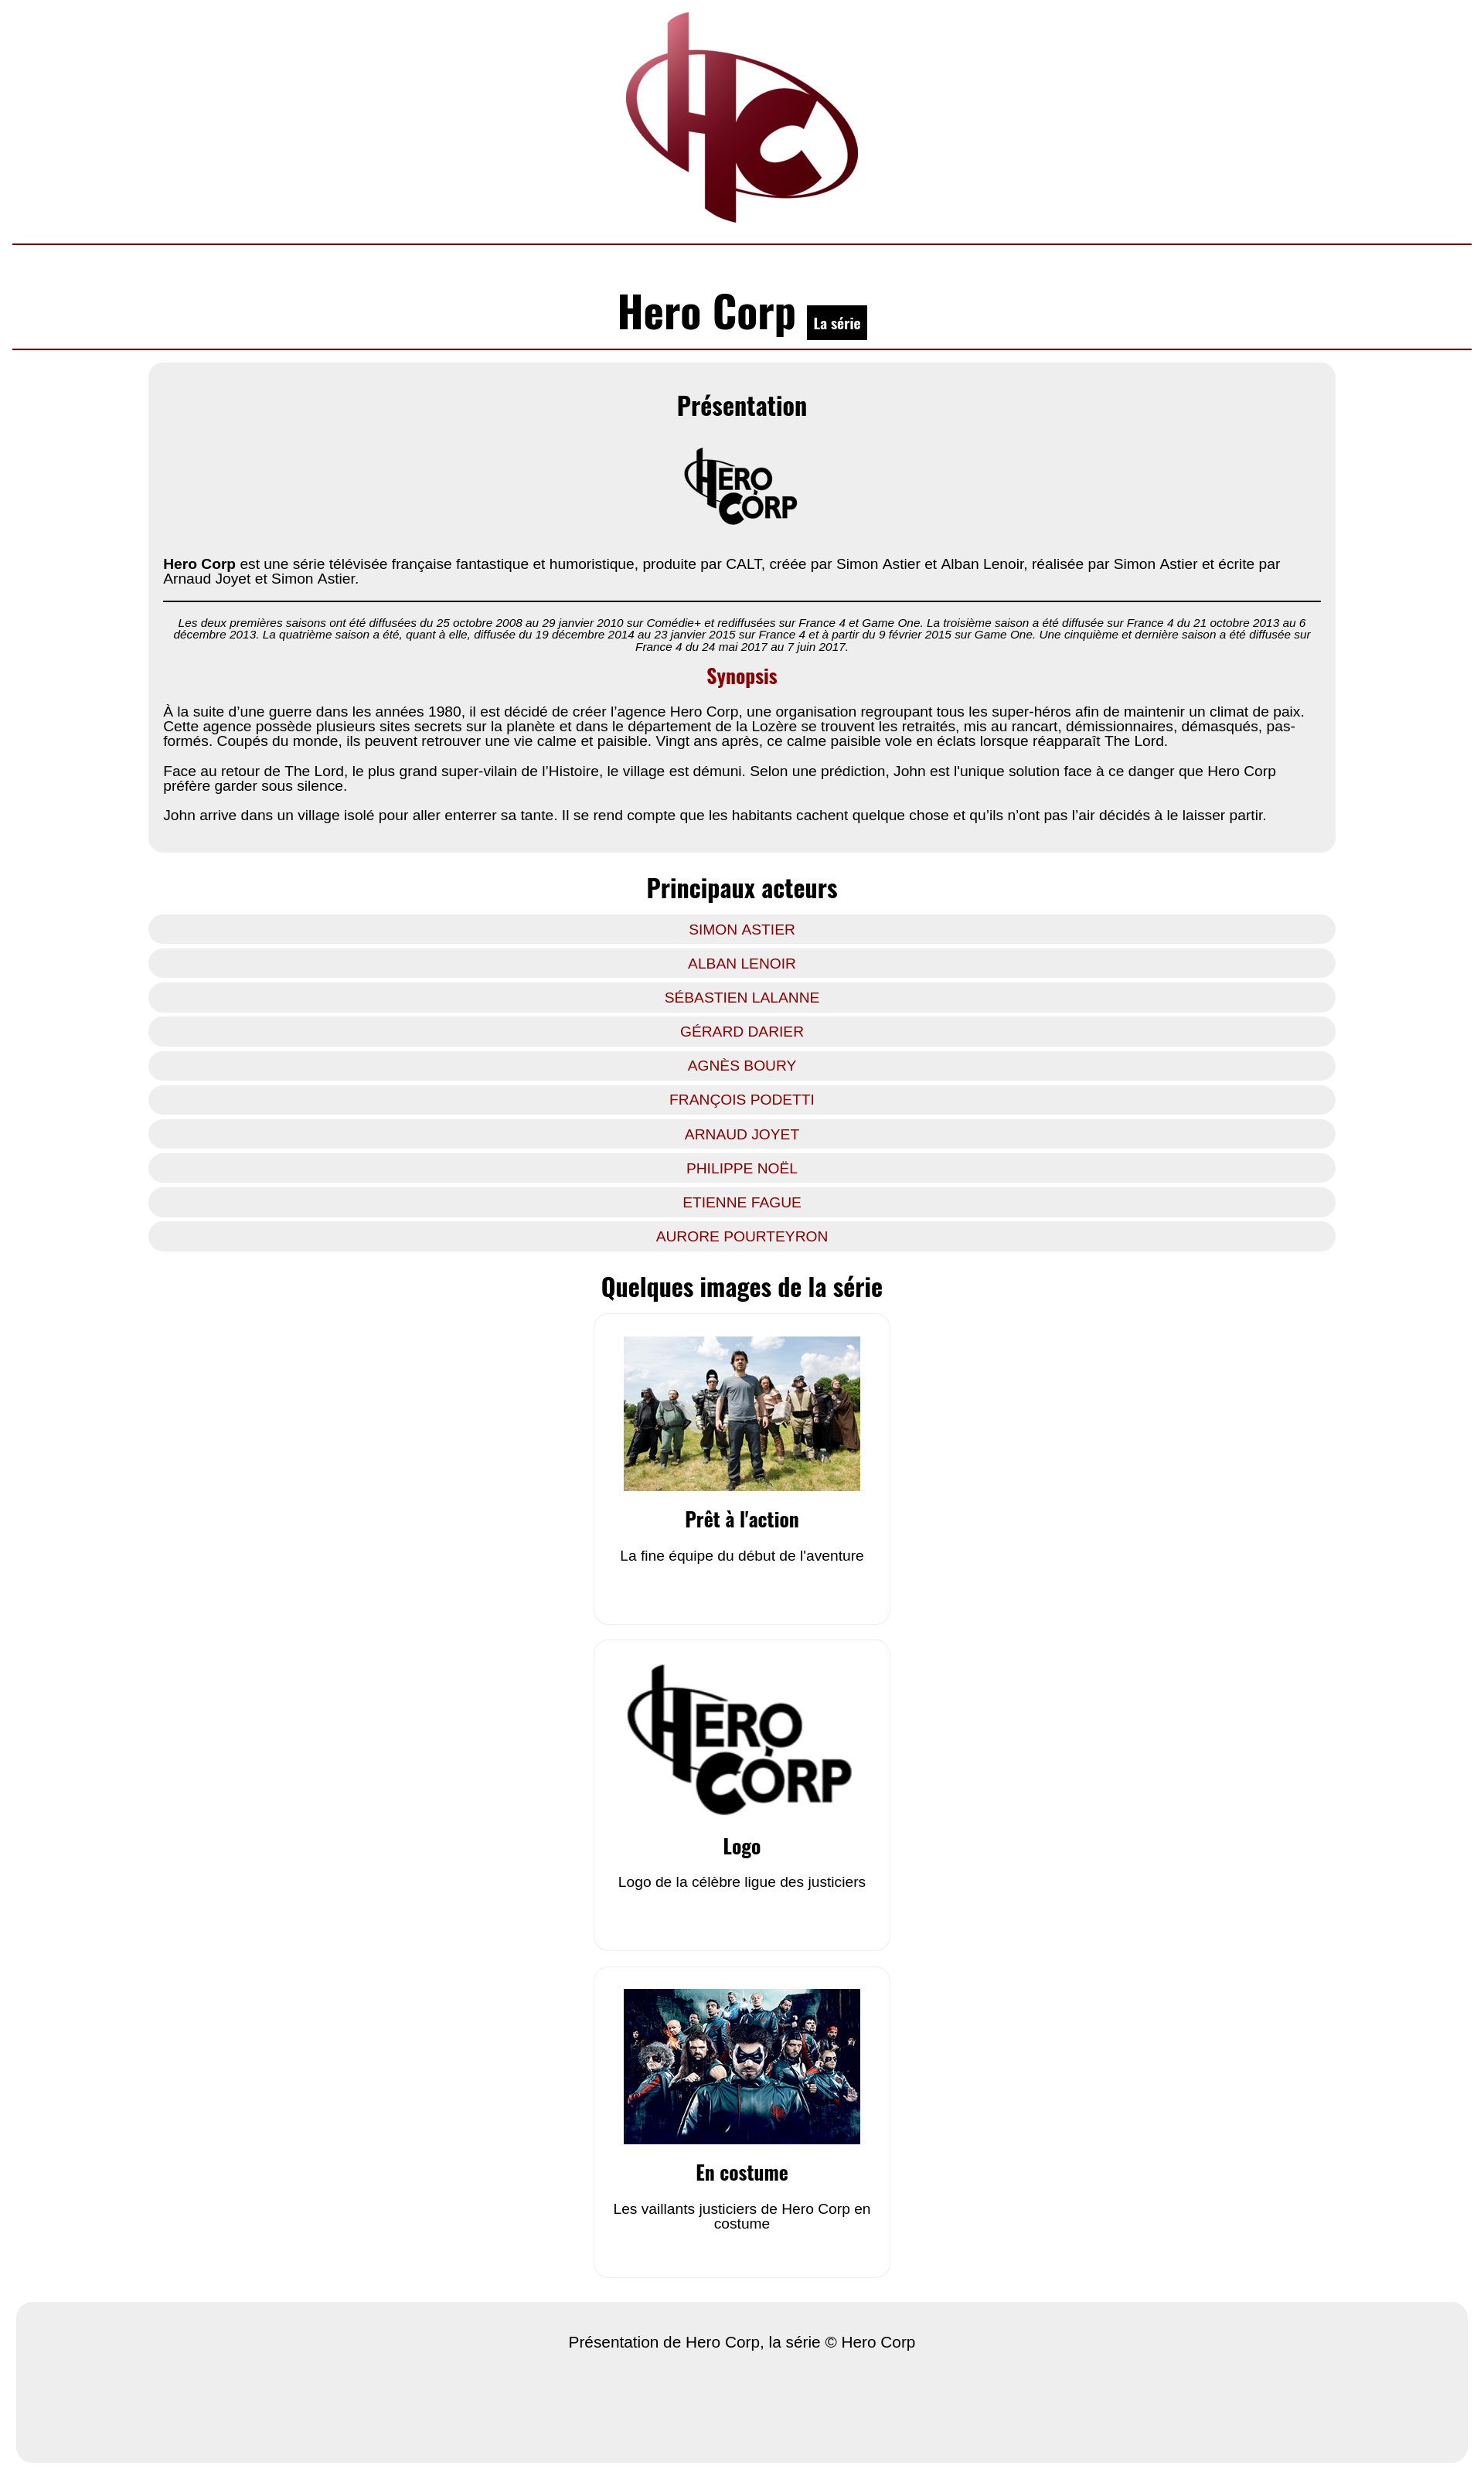 HC
Hero Corp La série
Présentation
HERO
CORP
Hero Corp est une série télévisée française fantastique et humoristique, produite par CALT, créée par Simon Astier et Alban Lenoir, réalisée par Simon Astier et écrite par
Arnaud Joyet et Simon Astier.
Les deux premières saisons ont été diffusées du 25 octobre 2008 au 29 janvier 2010 sur Comédie+ et rediffusées sur France 4 et Game One. La troisième saison a été diffusée sur France 4 du 21 octobre 2013 au 6
décembre 2013. La quatrième saison a été, quant à elle, diffusée du 19 décembre 2014 au 23 janvier 2015 sur France 4 et à partir du 9 février 2015 sur Game One. Une cinquième et dernière saison a été diffusée sur
France 4 du 24 mai 2017 au 7 juin 2017.
Synopsis
À la suite d’une guerre dans les années 1980, il est décidé de créer l’agence Hero Corp, une organisation regroupant tous les super-héros afin de maintenir un climat de paix.
Cette agence possède plusieurs sites secrets sur la planète et dans le département de la Lozère se trouvent les retraités, mis au rancart, démissionnaires, démasqués, pas-
formés. Coupés du monde, ils peuvent retrouver une vie calme et paisible. Vingt ans après, ce calme paisible vole en éclats lorsque réapparaît The Lord.
Face au retour de The Lord, le plus grand super-vilain de l’Histoire, le village est démuni. Selon une prédiction, John est l'unique solution face à ce danger que Hero Corp
préfère garder sous silence.
John arrive dans un village isolé pour aller enterrer sa tante. Il se rend compte que les habitants cachent quelque chose et qu’ils n’ont pas l’air décidés à le laisser partir.
Principaux acteurs
SIMON ASTIER
ALBAN LENOIR
SÉBASTIEN LALANNE
GÉRARD DARIER
AGNÈS BOURY
FRANÇOIS PODETTI
ARNAUD JOYET
PHILIPPE NOËL
ETIENNE FAGUE
AURORE POURTEYRON
Quelques images de la série
Prêt à l'action
La fine équipe du début de l'aventure
HERO
CORP
Logo
Logo de la célèbre ligue des justiciers
En costume
Les vaillants justiciers de Hero Corp en
costume
Présentation de Hero Corp, la série © Hero Corp